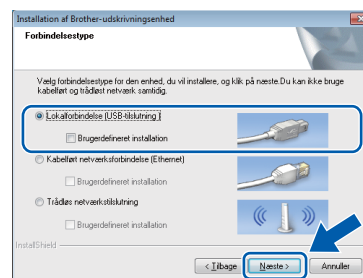 Installation af Brother-udskrivningsenhed
Forbindelsestype
Vælg forbindelsestype for den enhed, du vil installere, og klik på næste.Du kan ikke bruge
kabelført og trådløst netværk samtidig.
Lokalforbindelse (USB-tilslutning )
Brugerdefineret installation
Kabelført netværksforbindelse (Ethernet)
Brugerdefineret installation
Trådløs netværkstilslutning
Brugerdefineret installation
InstallShield
< Tilbage
Næste >
Annuller